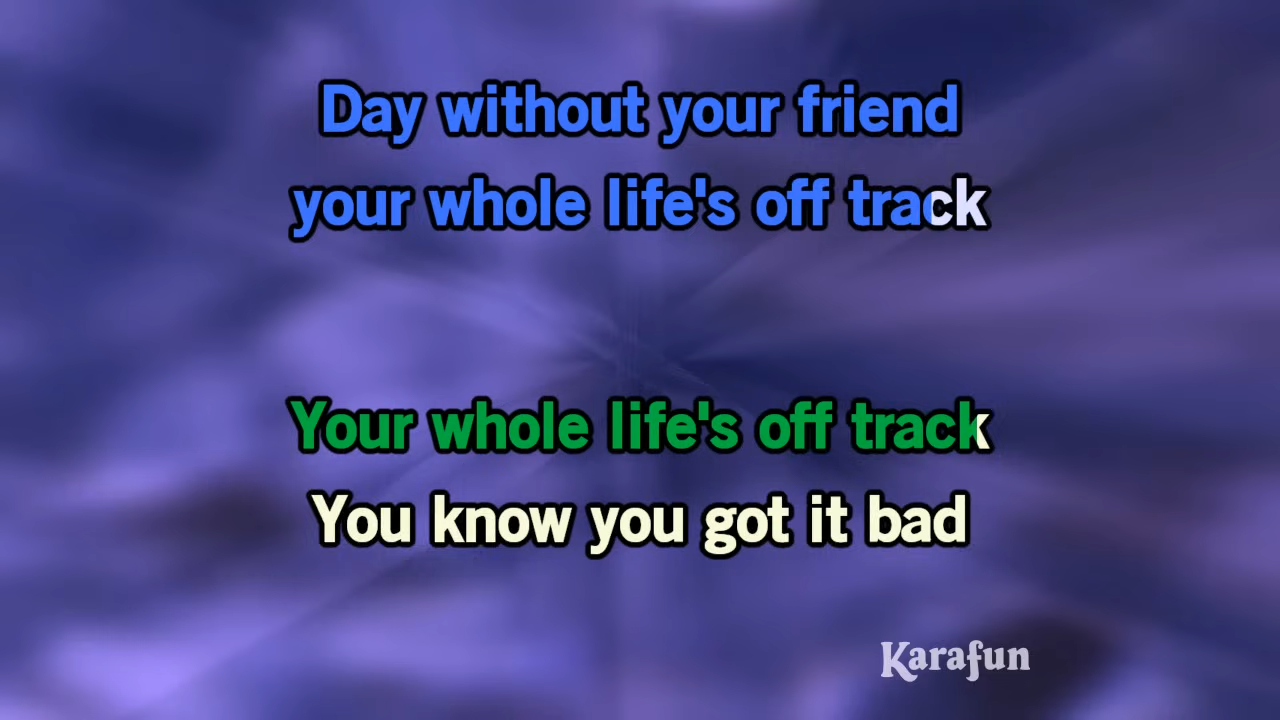 Day without your friend
your whole life's off track
Your whole life's off track
You know you got it bad
Karafun